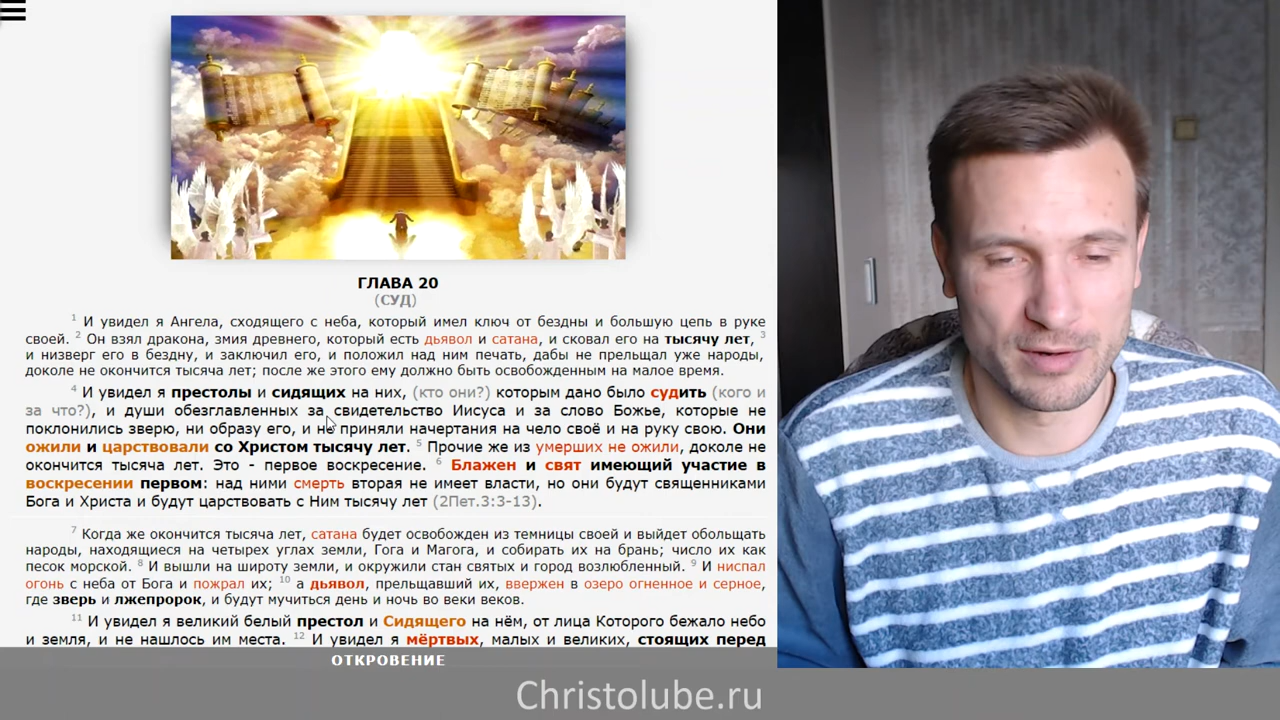 ГЛАВА 20
(СУД)
1 И увидел я Ангела, сходящего с неба, который имел ключ от бездны и большую цепь в руке
своей. 2 Он взял дракона, змия древнего, который есть дьявол и сатана, и сковал его на тысячу лет, 3
и низверг его в бездну, и заключил его, и положил над ним печать, дабы не прельщал уже народы,
доколе не окончится тысяча лет; после же этого ему должно быть освобожденным на малое время.
4 И увидел я престолы и сидящих на них, (кто они?) которым дано было судить (кого и
за что?), и души обезглавленных за свидетельство Иисуса и за слово Божье, которые не
поклонились зверю, ни образу его, и не приняли начертания на чело своё и на руку свою. Они
ожили и царствовали со Христом тысячу лет. 5 Прочие же из умерших не ожили, доколе не
окончится тысяча лет. Это - первое воскресение. 6 Блажен и свят имеющий участие в
воскресении первом: над ними смерть вторая не имеет власти, но они будут священниками
Бога и Христа и будут царствовать с Ним тысячу лет (2Пет.3:3-13).
7 Когда же окончится тысяча лет, сатана будет освобожден из темницы своей и выйдет обольщать
народы, находящиеся на четырех углах земли, Гога и Магога, и собирать их на брань; число их как
песок морской. 8 И вышли на широту земли, и окружили стан святых и город возлюбленный. 9 И ниспал
огонь с неба от Бога и пожрал их; 10 а дьявол, прельщавший их, ввержен в озеро огненное и серное,
где зверь и лжепророк, и будут мучиться день и ночь во веки веков.
11 И увидел я великий белый престол и Сидящего на нём, от лица Которого бежало небо
и земля, и не нашлось им места. 12 И увидел я мёртвых, малых и великих, стоящих перед
ОТКРОВЕНИЕ
Christolube.ru